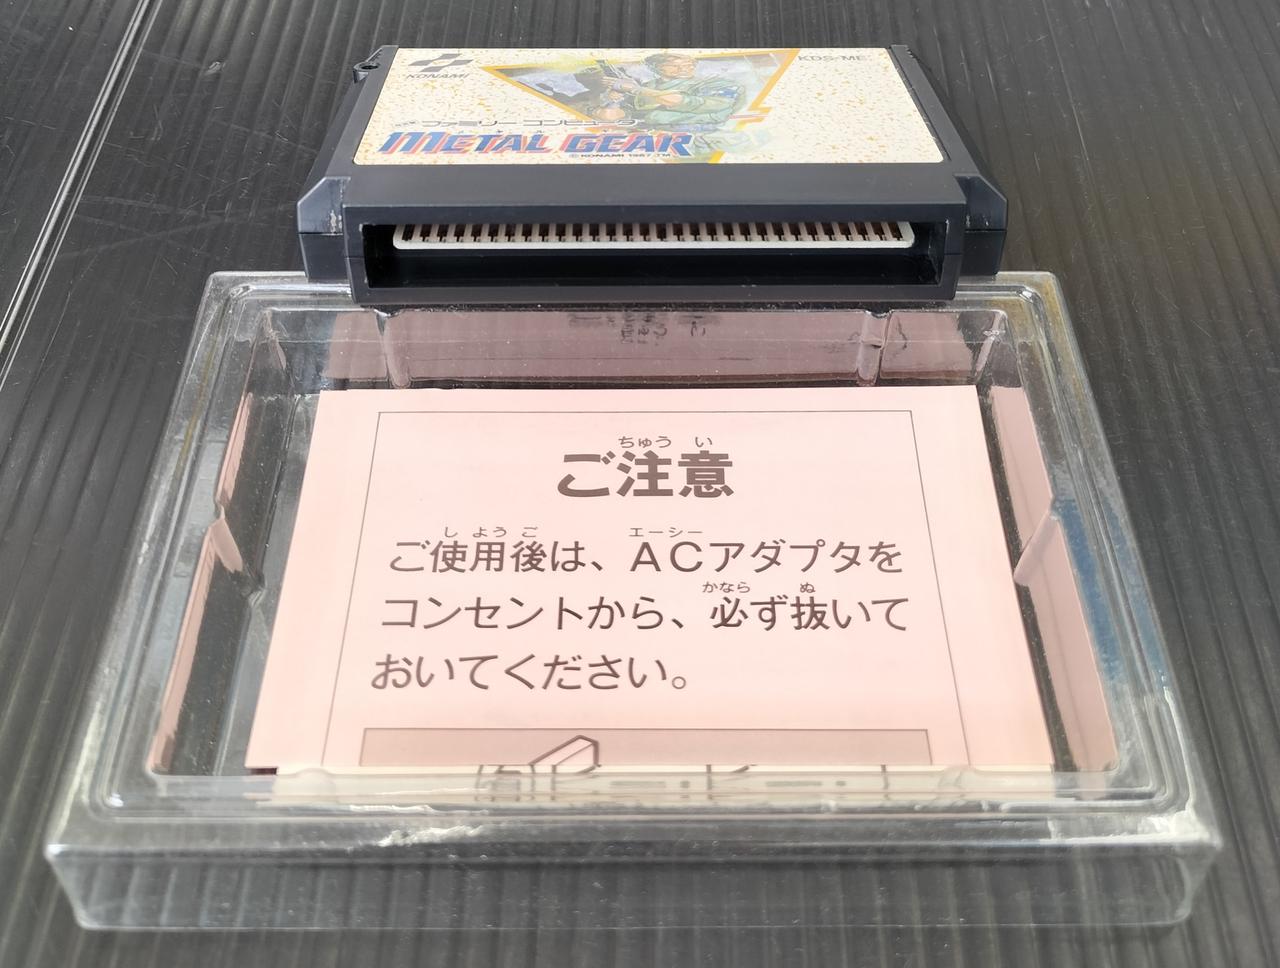 KONAMI
KDS-ME
ファミリーコンピュータ
METAL GEAR
©KONAMI 1987 TM
ちゅう い
ご注意
し よう ご エーシー
ご使用後は、ACアダプタを
かなら ぬ
コンセントから、必ず抜いて
おいてください。